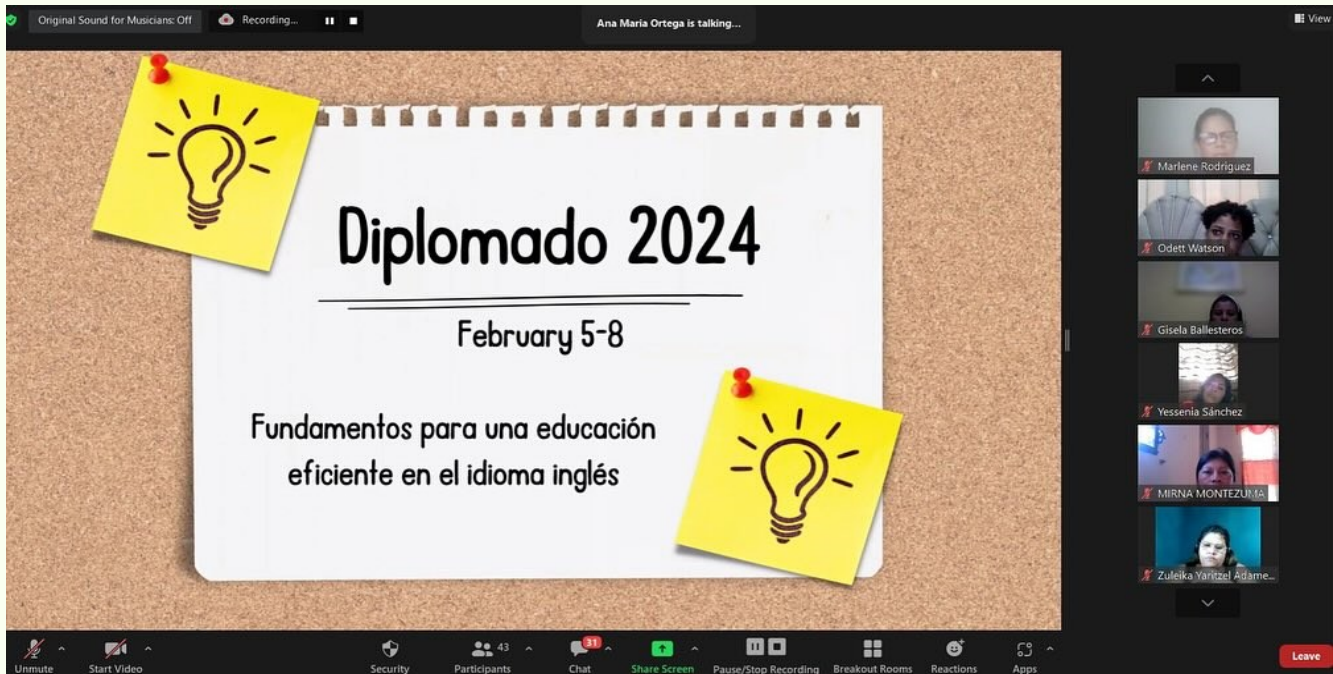 Original Sound for Musicians: Off
Recording...
Ana Maria Ortega is talking...
View
Diplomado 2024
February 5-8
Fundamentos para una educación
eficiente en el idioma inglés
Marlene Rodriguez
Odett Watson
Gisela Ballesteros
Yessenia Sánchez
MIRNA MONTEZUMA
Zuleika Yaritzel Adame...
Unmute
Start Video
Security
43
Participants
31
Chat
Share Screen
Pause/Stop Recording
Breakout Rooms
Reactions
Apps
Leave